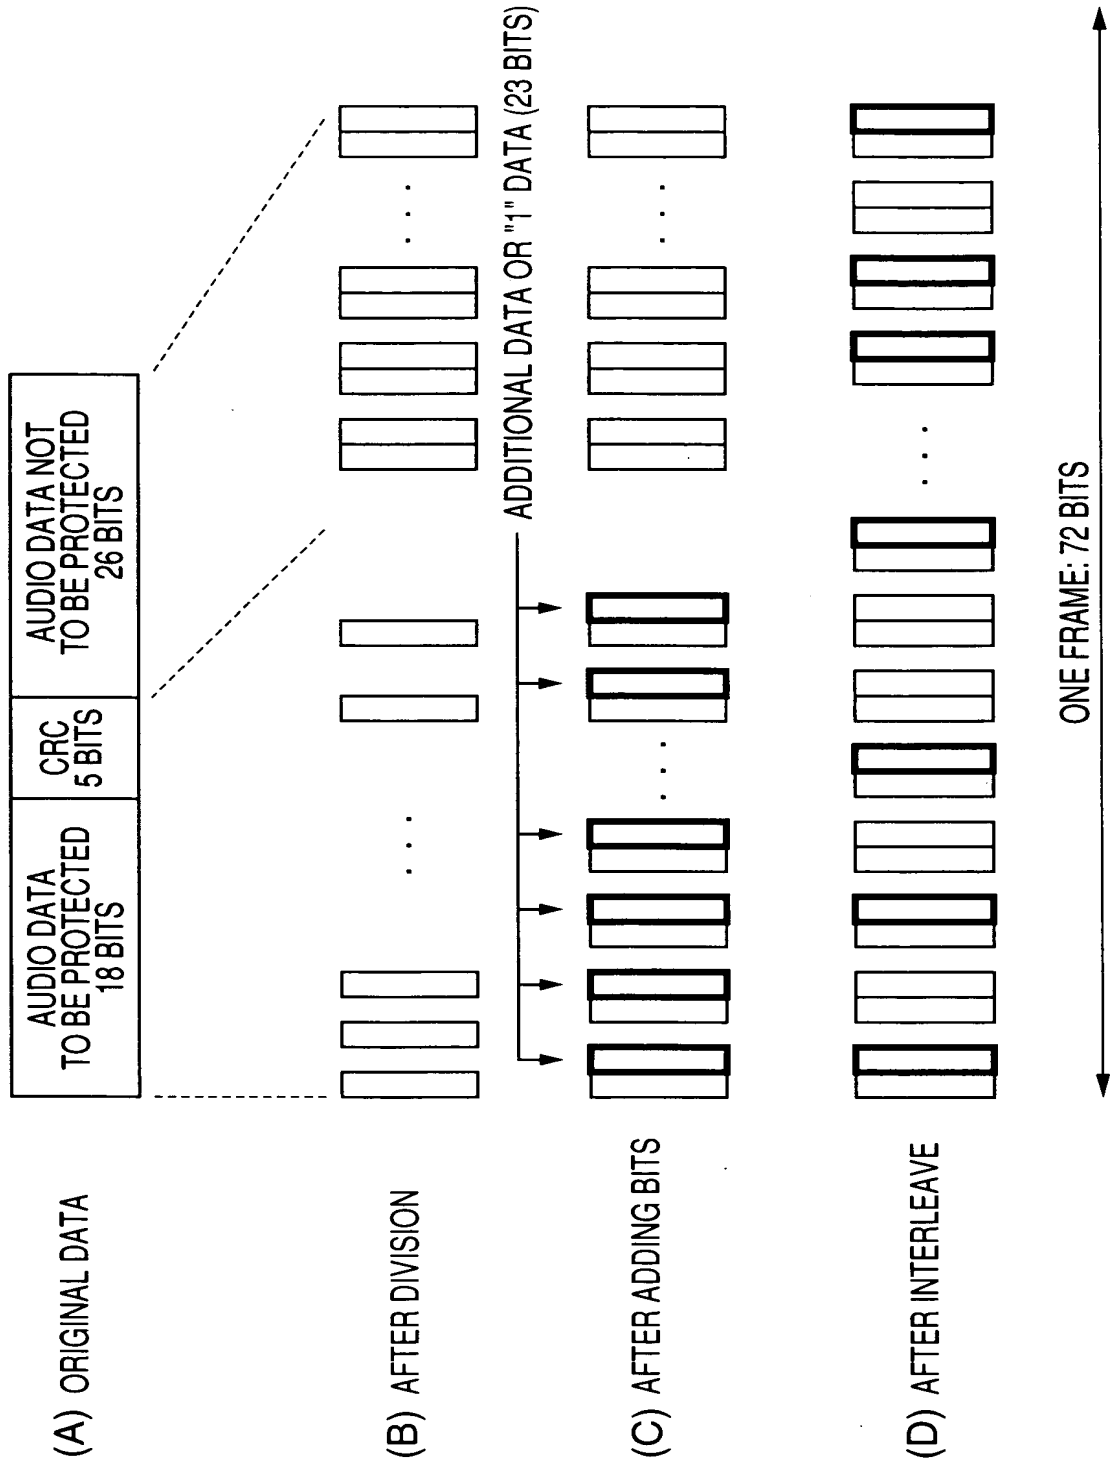 (A) ORIGINAL DATA
AUDIO DATA
TO BE PROTECTED
18 BITS
CRC
5 BITS
AUDIO DATA NOT
TO BE PROTECTED
26 BITS
(B) AFTER DIVISION
ADDITIONAL DATA OR "1" DATA (23 BITS)
(C) AFTER ADDING BITS
(D) AFTER INTERLEAVE
ONE FRAME: 72 BITS